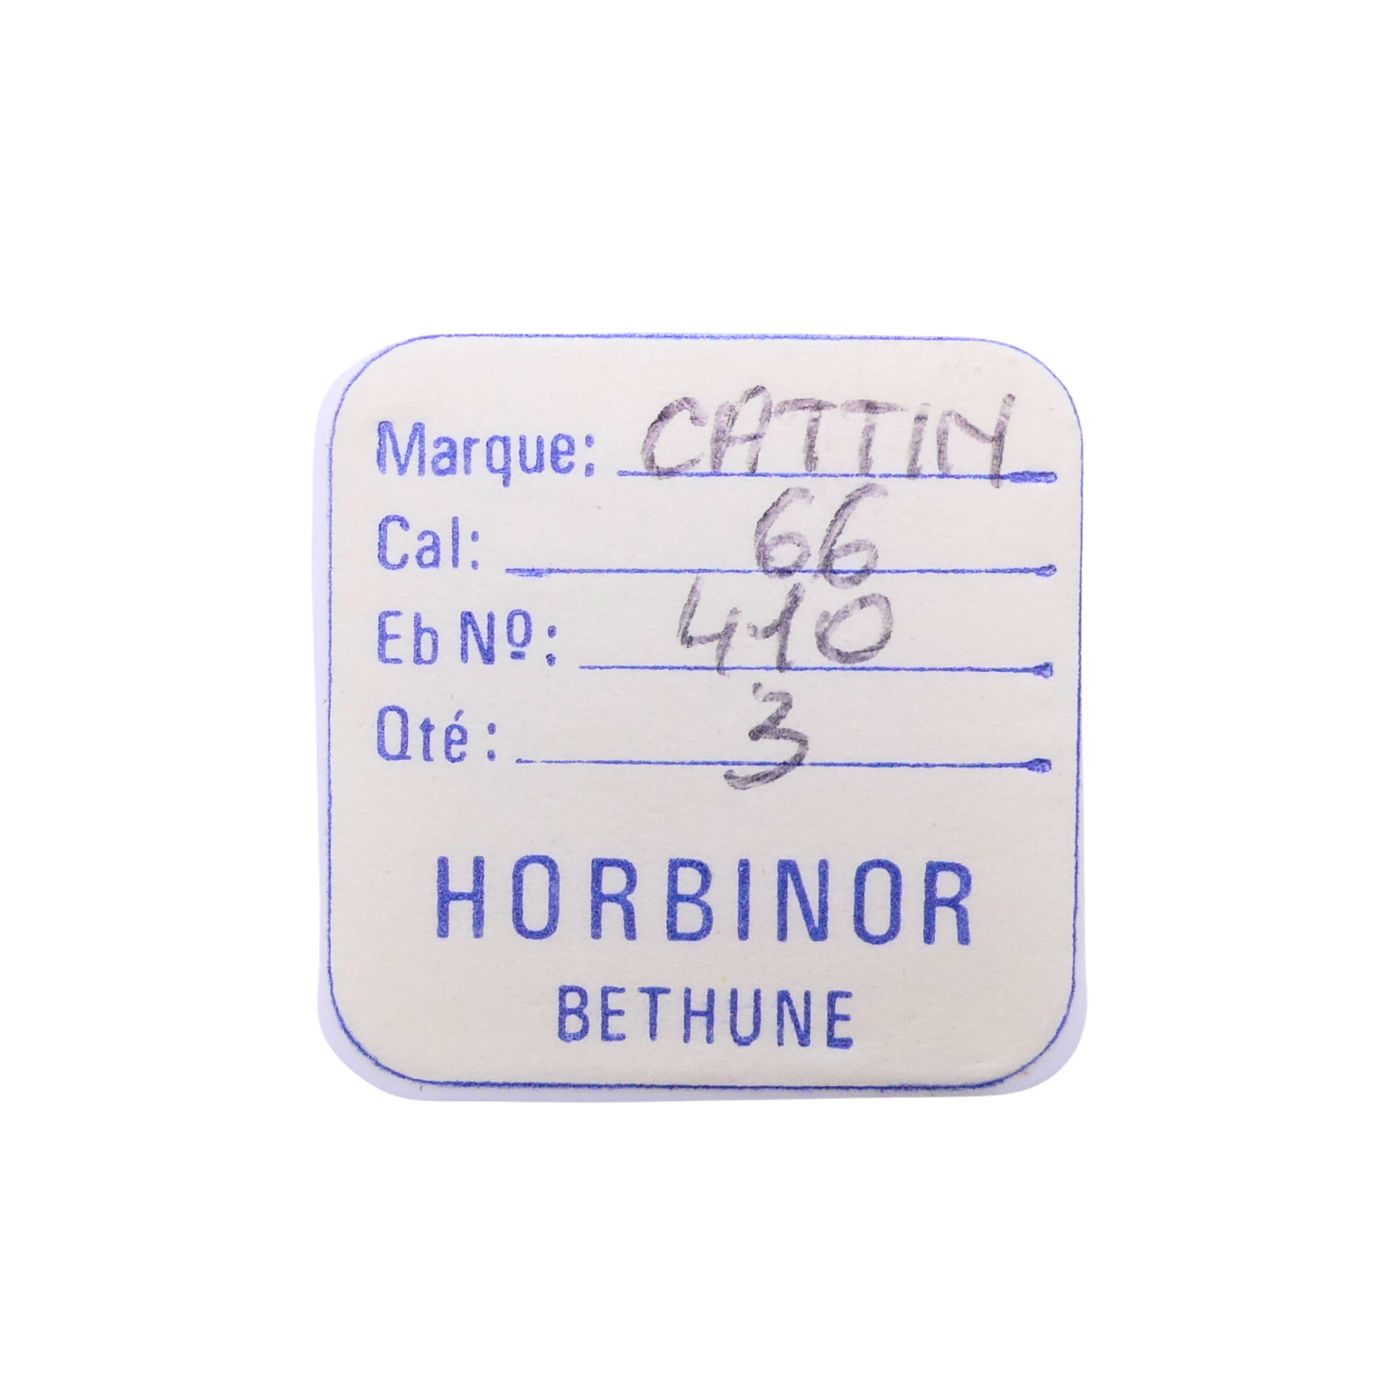 Marque: CATTIN
Cal: 66
Eb Nº: 410
Qté: 3
HORBINOR
BETHUNE